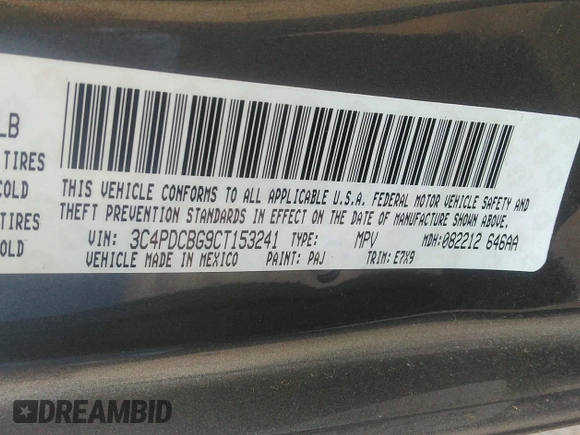 LB
TIRES
COLD
TIRES
COLD
THIS VEHICLE CONFORMS TO ALL APPLICABLE U.S.A. FEDERAL MOTOR VEHICLE SAFETY AND
THEFT PREVENTION STANDARDS IN EFFECT ON THE DATE OF MANUFACTURE SHOWN ABOVE.
VIN: 3C4PDCBG9CT153241 TYPE: MPV MDH:082212 646AA
VEHICLE MADE IN MEXICO PAINT: PAJ TRIM: E7X9
DREAMBID